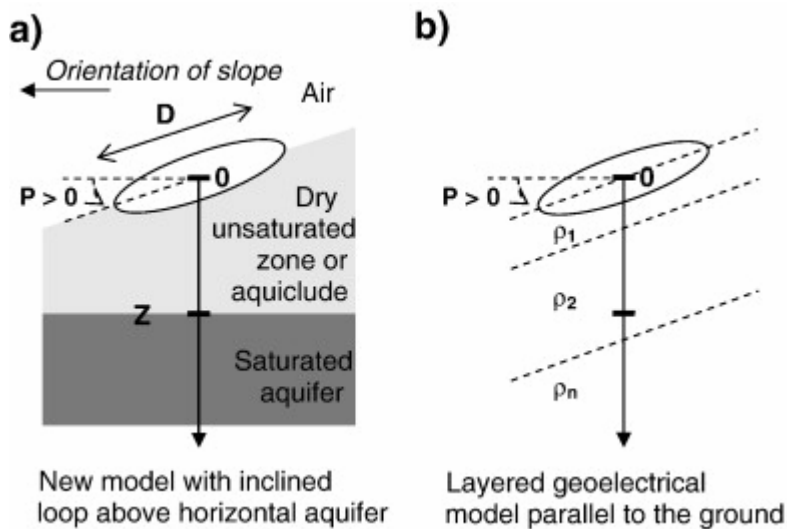 a)
Orientation of slope
Air
D
0
P > 0
Dry
unsaturated
zone or
aquiclude
Z
Saturated
aquifer
New model with inclined
loop above horizontal aquifer
b)
0
P > 0
ρ1
ρ2
ρn
Layered geoelectrical
model parallel to the ground